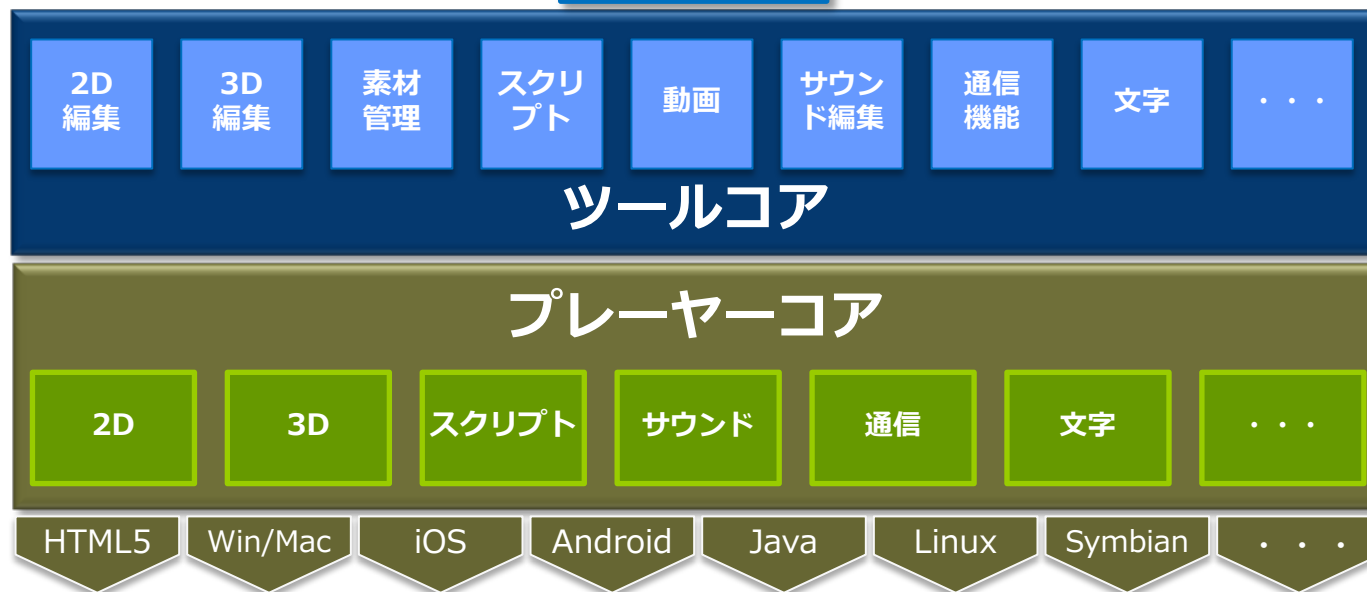 2D
編集
3D
編集
素材
管理
スクリ
プト
動画
サウン
ド編集
通信
機能
文字
・・・
ツールコア
プレーヤーコア
2D
3D
スクリプト
サウンド
通信
文字
・・・
HTML5
Win/Mac
iOS
Android
Java
Linux
Symbian
・・・